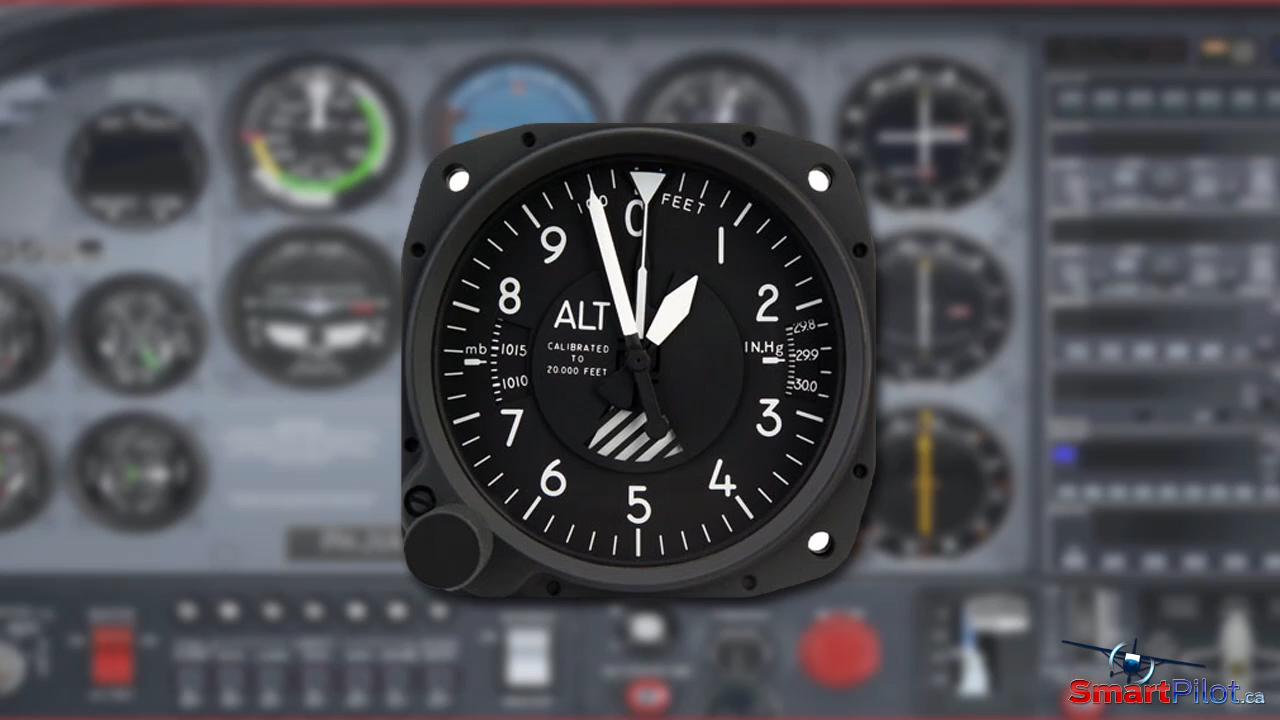 100
0
FEET
9
1
8
2
ALT
CALIBRATED
TO
20.000 FEET
mb
1015
1010
IN.Hg
29.8
29.9
30.0
7
3
6
4
5
SmartPilot.ca